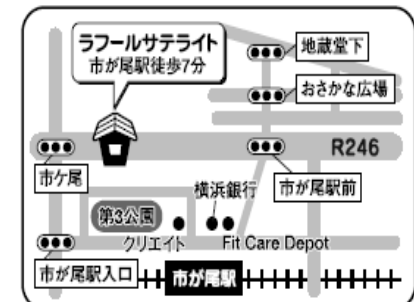 ラフールサテライト
市が尾駅徒歩7分
地蔵堂下
おさかな広場
R246
市ケ尾
市が尾駅前
横浜銀行
第3公園
クリエイト
Fit Care Depot
市が尾駅入口
市が尾駅